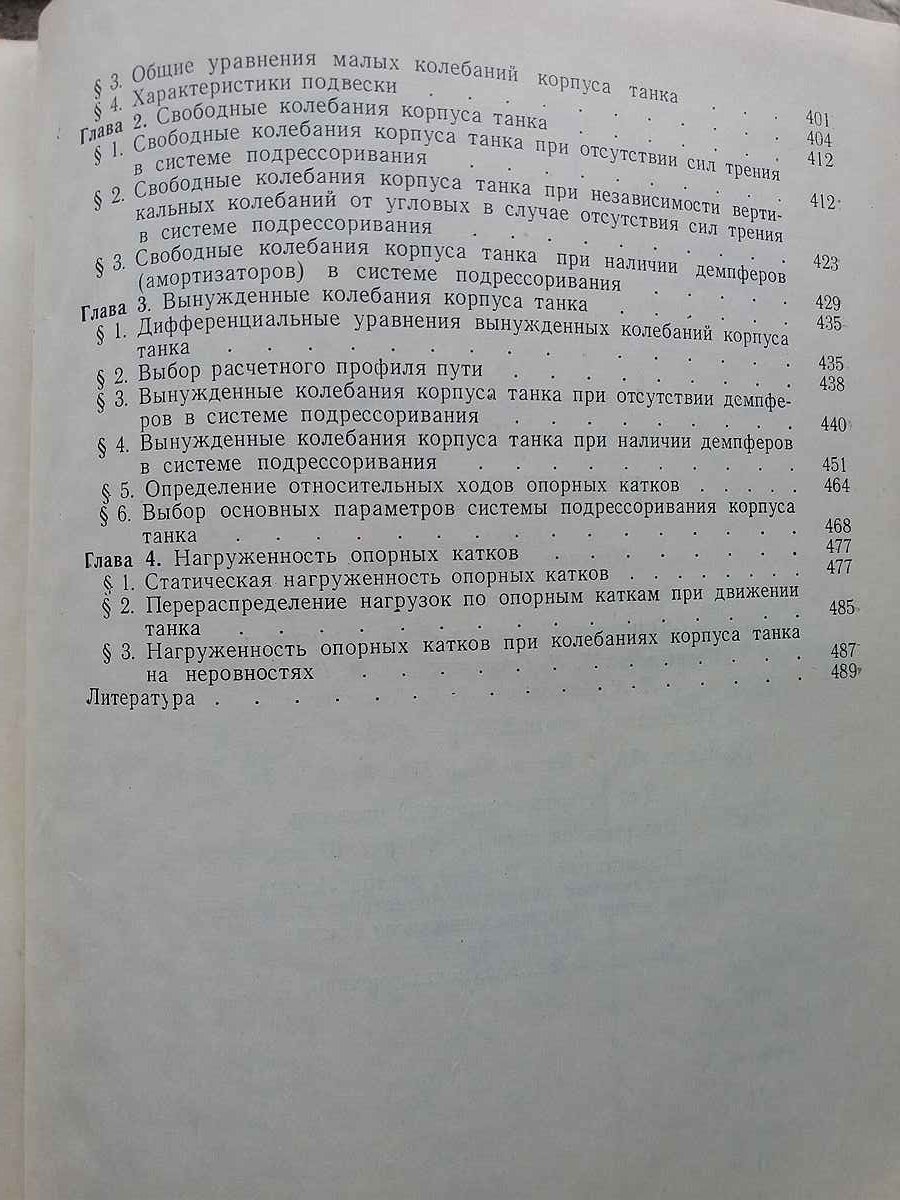 § 3. Общие уравнения малых колебаний корпуса танка . . . 401
§ 4. Характеристики подвески . . . . . . . . . . 404
Глава 2. Свободные колебания корпуса танка . . . . . . 412
§ 1. Свободные колебания корпуса танка при отсутствии сил трения
в системе подрессоривания . . . . . . . . . 412
§ 2. Свободные колебания корпуса танка при независимости верти-
кальных колебаний от угловых в случае отсутствия сил трения
в системе подрессоривания . . . . . . . . . 423
§ 3. Свободные колебания корпуса танка при наличии демпферов
(амортизаторов) в системе подрессоривания . . . . . 429
Глава 3. Вынужденные колебания корпуса танка . . . . . . 435
§ 1. Дифференциальные уравнения вынужденных колебаний корпуса
танка . . . . . . . . . . . . . . . 435
§ 2. Выбор расчетного профиля пути . . . . . . . . 438
§ 3. Вынужденные колебания корпуса танка при отсутствии демпфе-
ров в системе подрессоривания . . . . . . . . . 440
§ 4. Вынужденные колебания корпуса танка при наличии демпферов
в системе подрессоривания . . . . . . . . . 451
§ 5. Определение относительных ходов опорных катков . . . . . 464
§ 6. Выбор основных параметров системы подрессоривания корпуса
танка . . . . . . . . . . . . . . . 468
Глава 4. Нагруженность опорных катков . . . . . . . 477
§ 1. Статическая нагруженность опорных катков . . . . . . . 477
§ 2. Перераспределение нагрузок по опорным каткам при движении
танка . . . . . . . . . . . . . . . 485
§ 3. Нагруженность опорных катков при колебаниях корпуса танка
на неровностях . . . . . . . . . . . . . 487
Литература . . . . . . . . . . . . . . . . 489